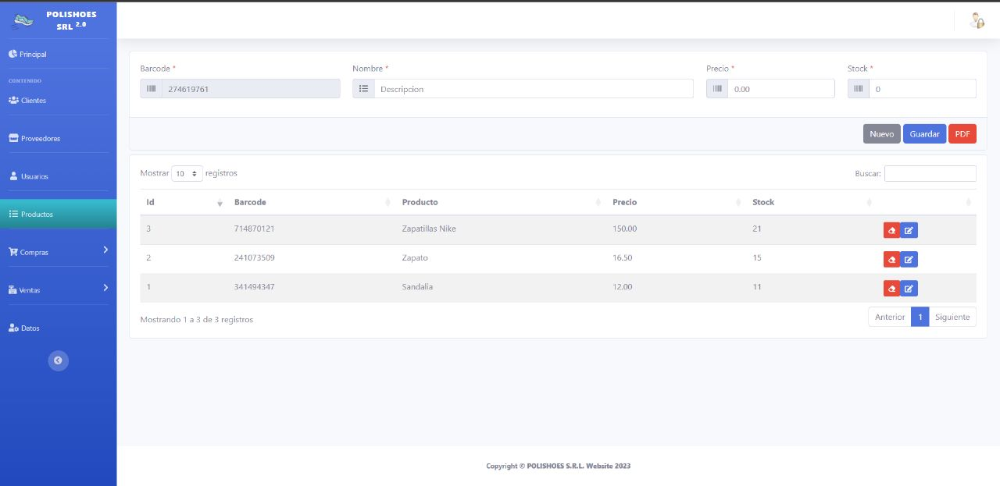 POLISHOES
SRL 2.0
Principal
CONTENIDO
Clientes
Proveedores
Usuarios
Productos
Compras
Ventas
Datos
Barcode * Nombre * Precio * Stock *
274619761 Descripcion 0.00 0
Nuevo Guardar PDF
Mostrar 10 registros Buscar:
Id Barcode Producto Precio Stock
3 714870121 Zapatillas Nike 150.00 21
2 241073509 Zapato 16.50 15
1 341494347 Sandalia 12.00 11
Mostrando 1 a 3 de 3 registros Anterior 1 Siguiente
Copyright © POLISHOES S.R.L. Website 2023